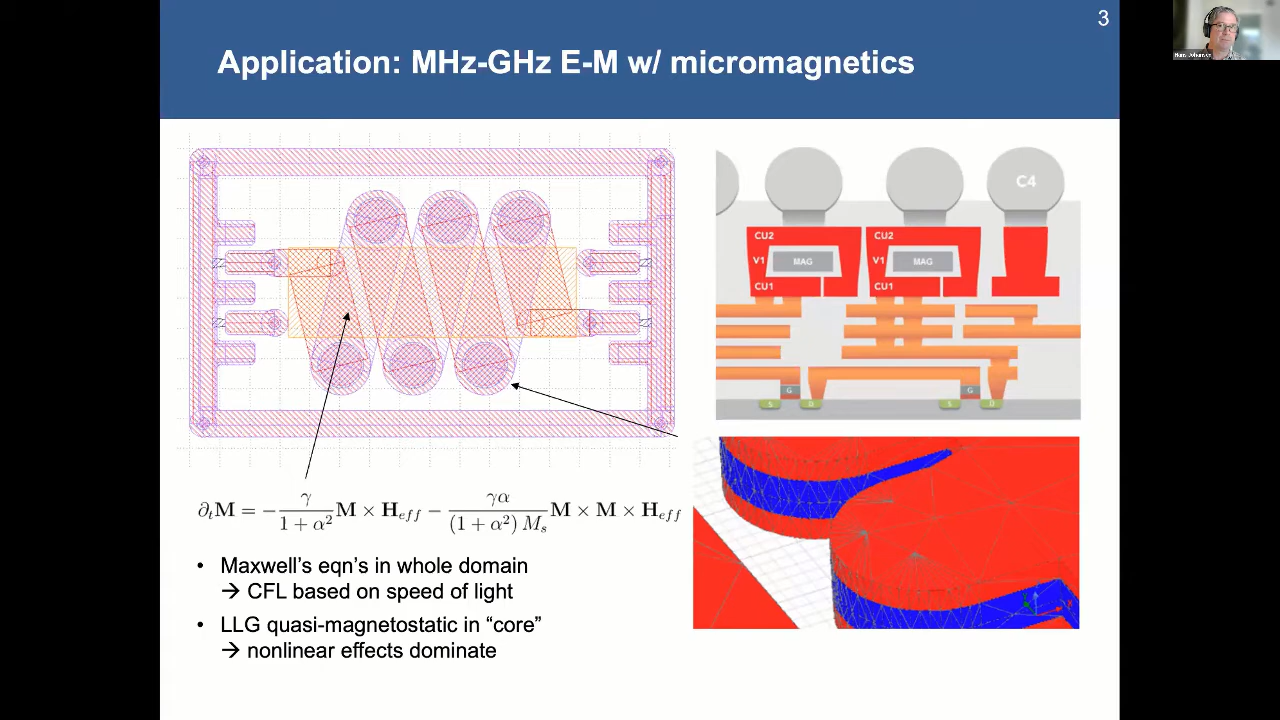 3
Application: MHz-GHz E-M w/ micromagnetics
Hans Johansen
C4
CU2
CU2
V1
MAG
V1
MAG
CU1
CU1
G
G
S
D
S
D
∂ₜM = −γ/(1 + α²) M × H_eff − γα/((1 + α²) Mₛ) M × M × H_eff
• Maxwell's eqn's in whole domain
→ CFL based on speed of light
• LLG quasi-magnetostatic in “core”
→ nonlinear effects dominate